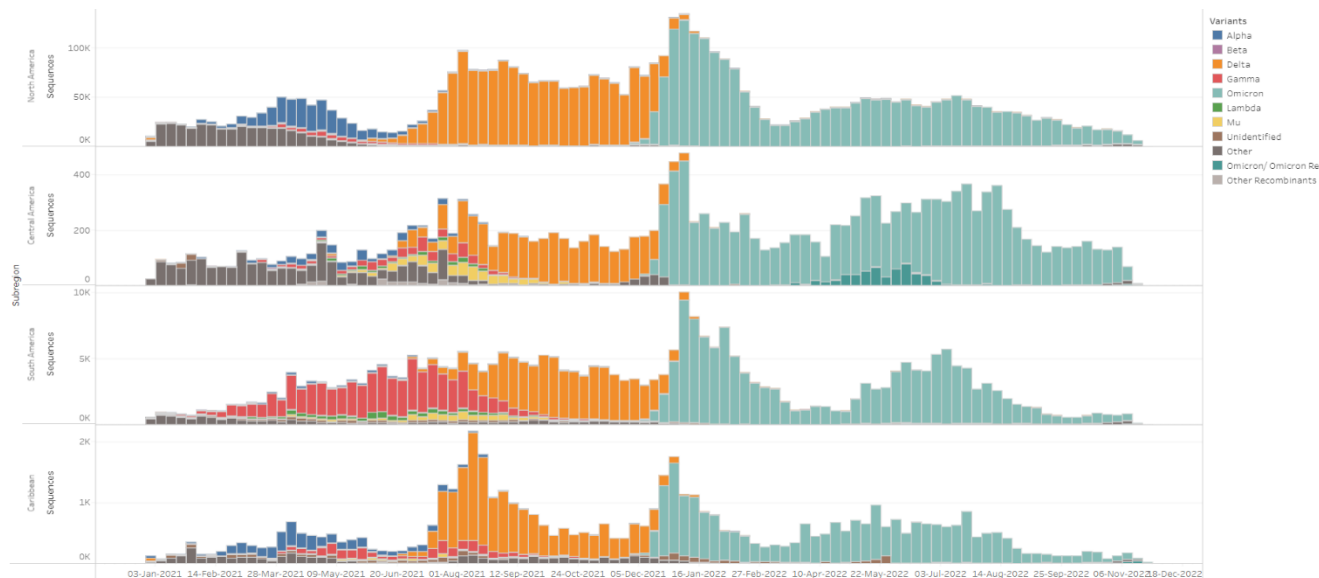 Variants
Alpha
Beta
Delta
Gamma
Omicron
Lambda
Mu
Unidentified
Other
Omicron/ Omicron Re
Other Recombinants
Subregion
North America
Sequences
100K
50K
0K
Central America
Sequences
400
200
0
South America
Sequences
10K
5K
0K
Caribbean
Sequences
2K
1K
0K
03-Jan-2021 14-Feb-2021 28-Mar-2021 09-May-2021 20-Jun-2021 01-Aug-2021 12-Sep-2021 24-Oct-2021 05-Dec-2021 16-Jan-2022 27-Feb-2022 10-Apr-2022 22-May-2022 03-Jul-2022 14-Aug-2022 25-Sep-2022 06-Nov-2022 18-Dec-2022